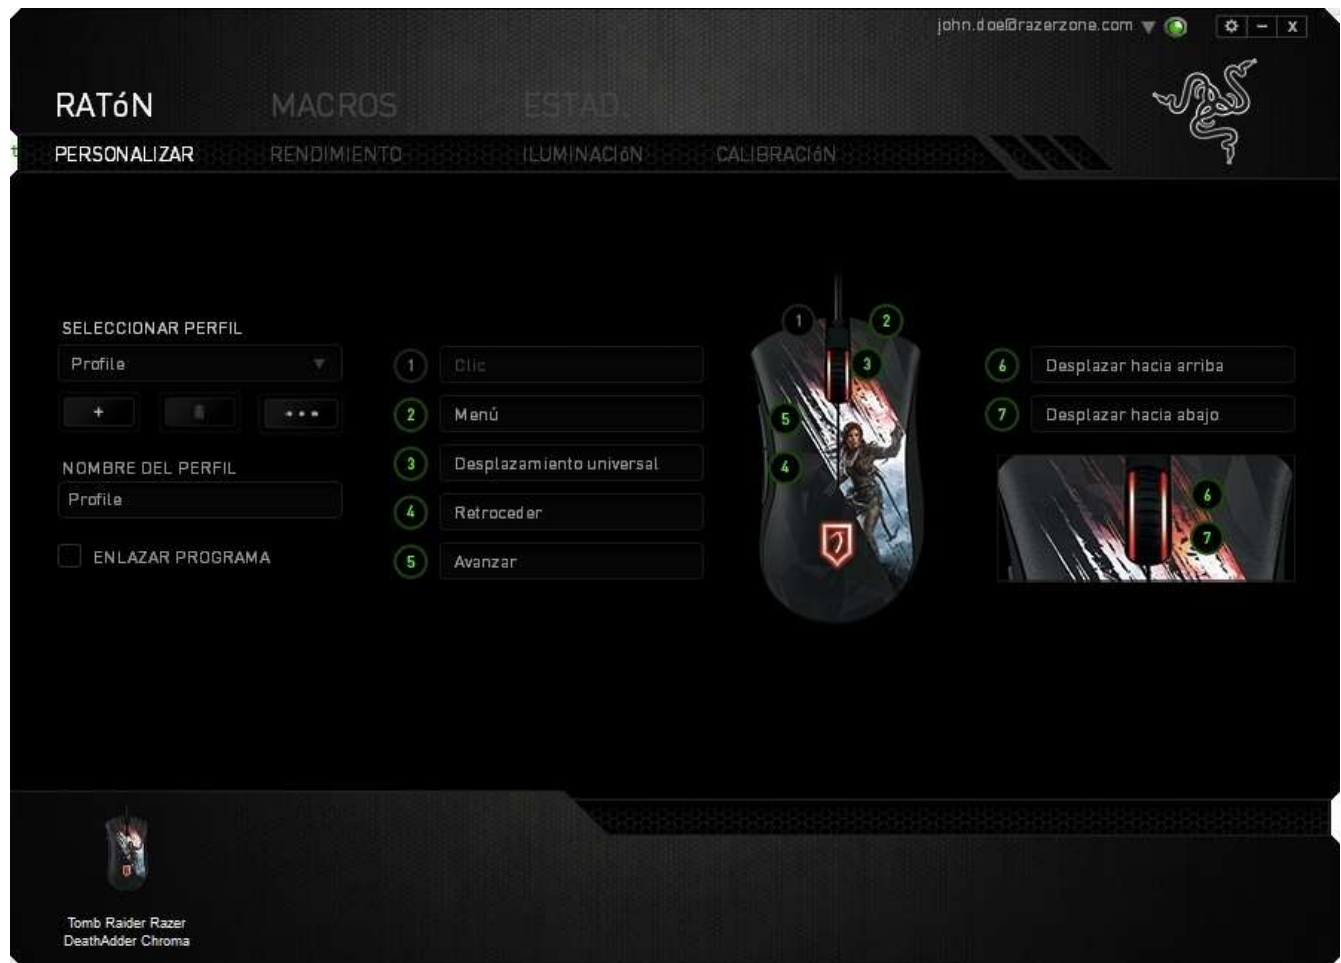 john.doe@razerzone.com
RATóN MACROS ESTAD.
PERSONALIZAR RENDIMIENTO ILUMINACIóN CALIBRACIóN
SELECCIONAR PERFIL
Profile
+
NOMBRE DEL PERFIL
Profile
ENLAZAR PROGRAMA
1 Clic
2 Menú
3 Desplazamiento universal
4 Retroceder
5 Avanzar
1
2
3
5
4
6 Desplazar hacia arriba
7 Desplazar hacia abajo
6
7
Tomb Raider Razer
DeathAdder Chroma